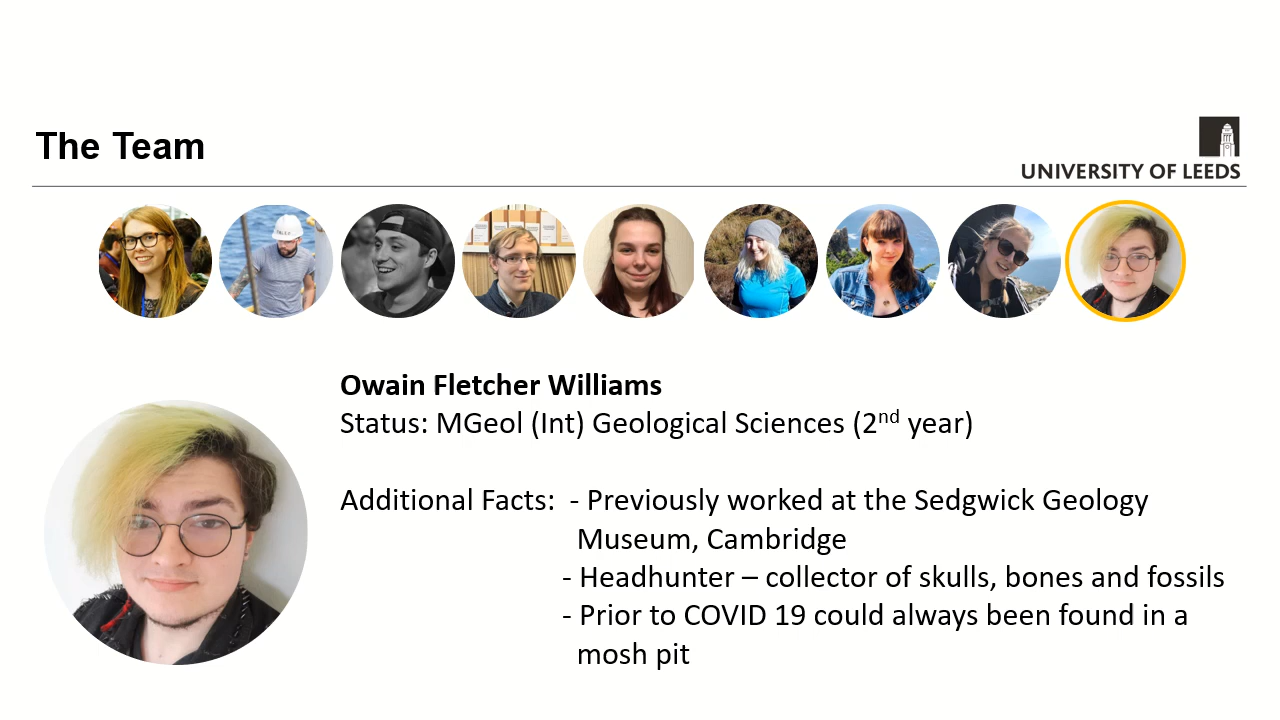 The Team
UNIVERSITY OF LEEDS
Owain Fletcher Williams
Status: MGeol (Int) Geological Sciences (2nd year)
Additional Facts: - Previously worked at the Sedgwick Geology
Museum, Cambridge
- Headhunter – collector of skulls, bones and fossils
- Prior to COVID 19 could always been found in a
mosh pit